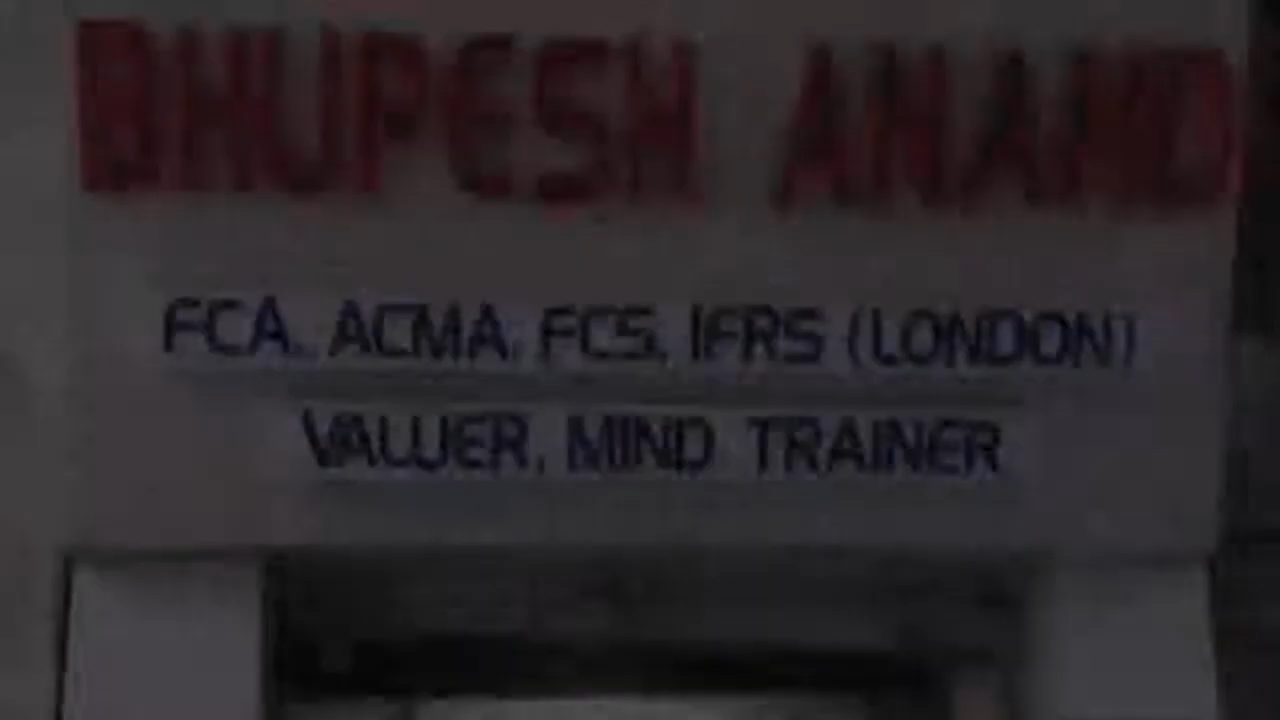 BHUPESH ANAND
FCA, ACMA, FCS, IFRS (LONDON)
VALUER, MIND TRAINER